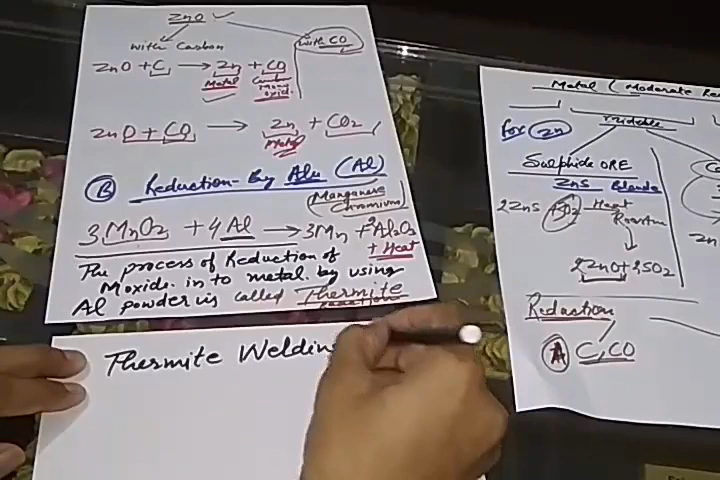 ZnO
with Carbon
with CO
ZnO + C → Zn + CO
Metal
ZnO + CO → Zn + CO2
Metal
B Reduction-By Alu (Al)
(Manganese
Chromium)
3MnO2 + 4Al → 3Mn + 2Al2O3
+ Heat
The process of Reduction of
Moxide. in to metal. by using
Al powder is called Thermite
reaction
Thermite Weldin
Metal (Moderate Rea
for Zn
Sulphide ORE
ZnS Blende
2ZnS + 3O2 Heat
2ZnO + 2SO2
Reduction
A C, CO